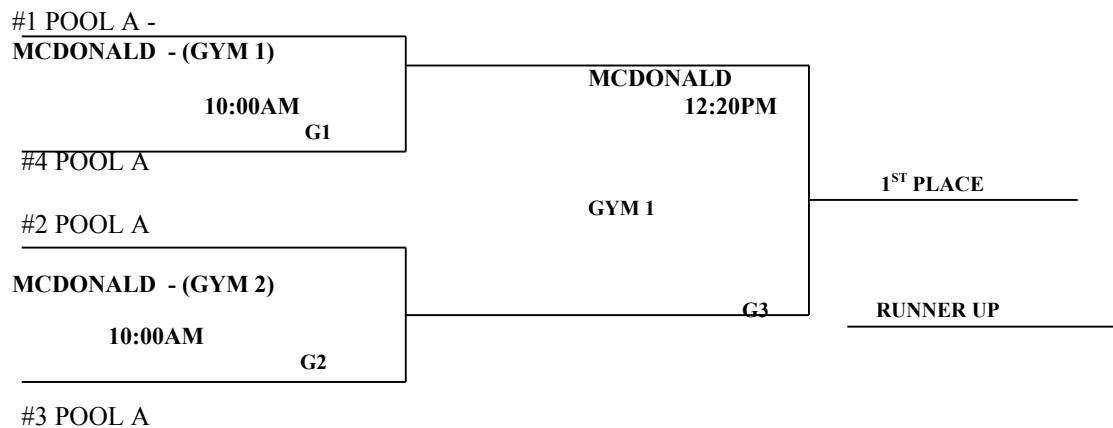 #1 POOL A -
MCDONALD - (GYM 1)
10:00AM
G1
#4 POOL A
#2 POOL A
MCDONALD - (GYM 2)
10:00AM
G2
#3 POOL A
MCDONALD
12:20PM
GYM 1
G3
1ST PLACE
RUNNER UP